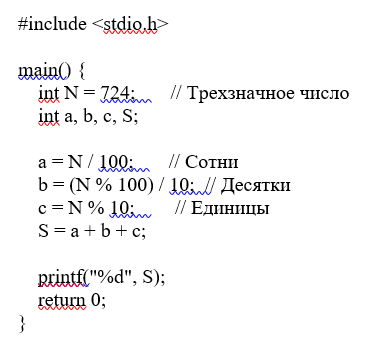 #include <stdio.h>
main() {
int N = 724; // Трехзначное число
int a, b, c, S;
a = N / 100; // Сотни
b = (N % 100) / 10; // Десятки
c = N % 10; // Единицы
S = a + b + c;
printf("%d", S);
return 0;
}